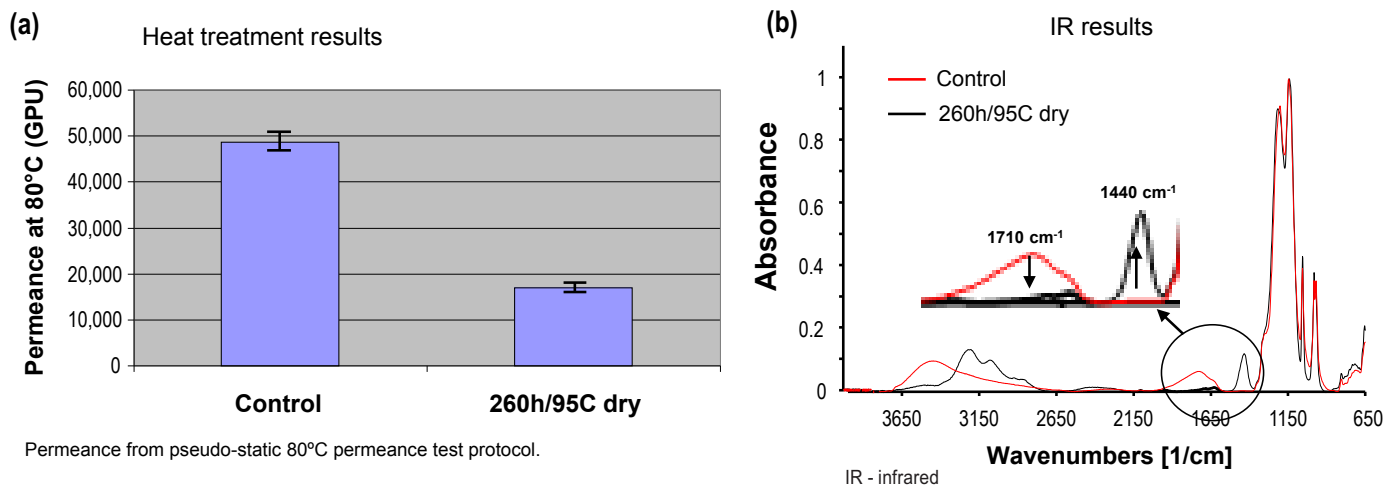 (a)
Heat treatment results
Permeance at 80°C (GPU)
60,000
50,000
40,000
30,000
20,000
10,000
0
Control
260h/95C dry
Permeance from pseudo-static 80ºC permeance test protocol.
(b)
IR results
Control
260h/95C dry
Absorbance
1
0.8
0.6
0.4
0.2
0
1710 cm-1
1440 cm-1
3650 3150 2650 2150 1650 1150 650
Wavenumbers [1/cm]
IR - infrared